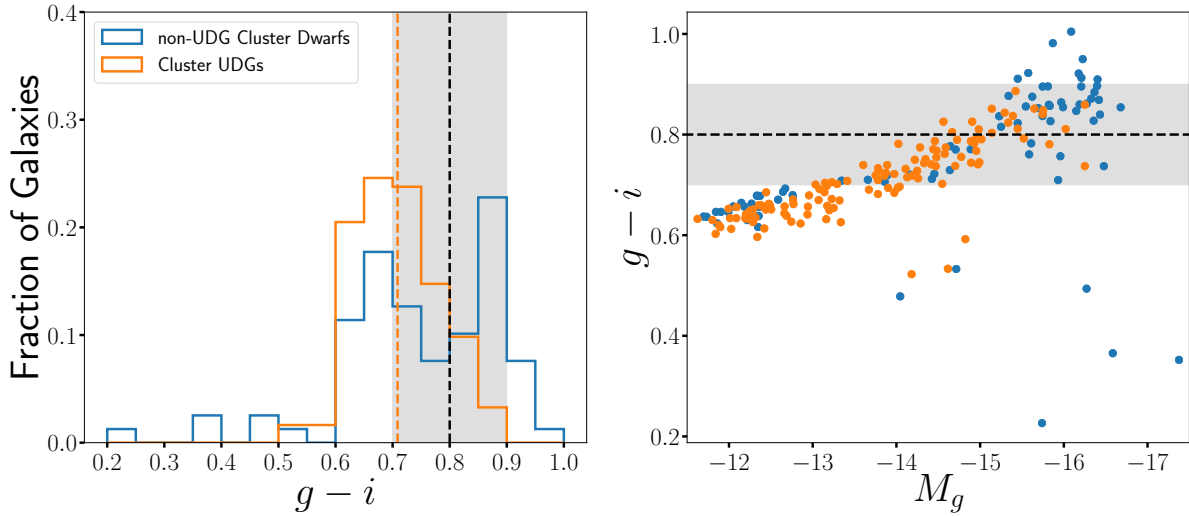 non-UDG Cluster Dwarfs
Cluster UDGs
Fraction of Galaxies
0.4
0.3
0.2
0.1
0.0
0.2 0.3 0.4 0.5 0.6 0.7 0.8 0.9 1.0
g − i
g − i
1.0
0.8
0.6
0.4
0.2
−12 −13 −14 −15 −16 −17
M_g